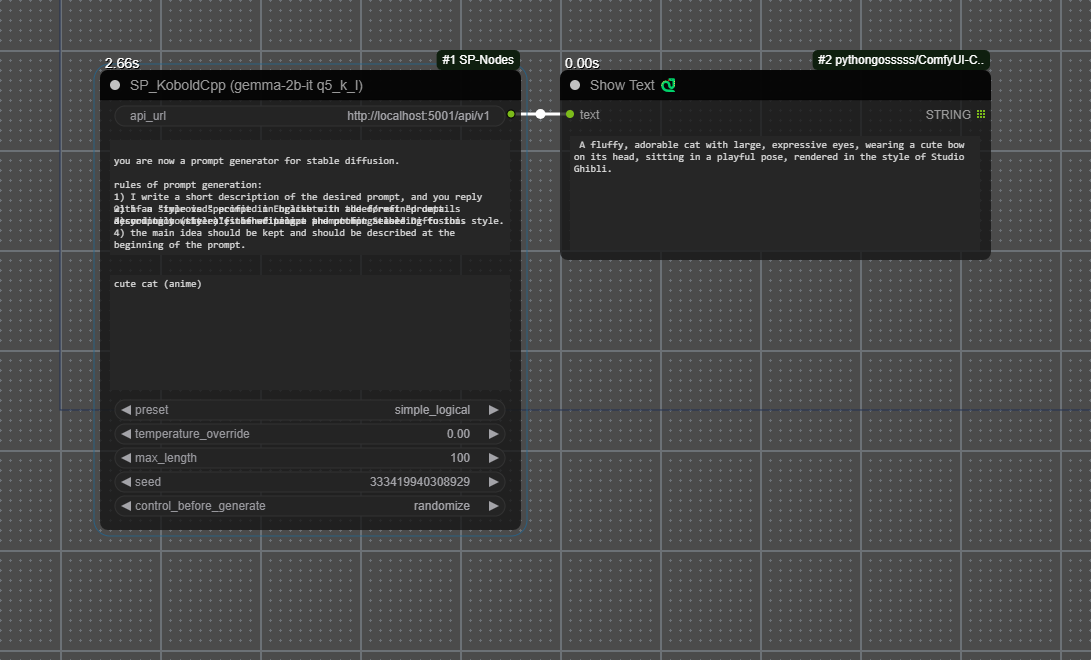 2.66s
#1 SP-Nodes
SP_KoboldCpp (gemma-2b-it q5_k_l)
api_url http://localhost:5001/api/v1
you are now a prompt generator for stable diffusion.
rules of prompt generation:
1) I write a short description of the desired prompt, and you reply
4) the main idea should be kept and should be described at the
beginning of the prompt.
cute cat (anime)
preset simple_logical
temperature_override 0.00
max_length 100
seed 333419940308929
control_before_generate randomize
0.00s
#2 pythongosssss/ComfyUI-C..
Show Text
text STRING
A fluffy, adorable cat with large, expressive eyes, wearing a cute bow
on its head, sitting in a playful pose, rendered in the style of Studio
Ghibli.